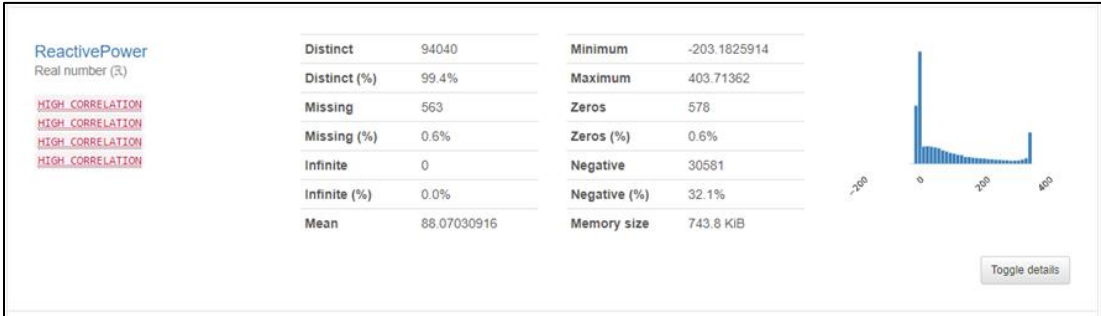 ReactivePower
Real number (ℝ)
HIGH CORRELATION
HIGH CORRELATION
HIGH CORRELATION
HIGH CORRELATION
Distinct 94040
Distinct (%) 99.4%
Missing 563
Missing (%) 0.6%
Infinite 0
Infinite (%) 0.0%
Mean 88.07030916
Minimum -203.1825914
Maximum 403.71362
Zeros 578
Zeros (%) 0.6%
Negative 30581
Negative (%) 32.1%
Memory size 743.8 KiB
-200 0 200 400
Toggle details